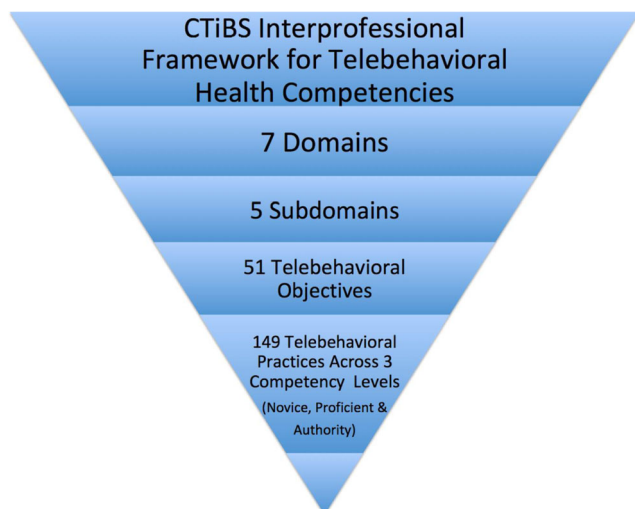 CTiBS Interprofessional
Framework for Telebehavioral
Health Competencies
7 Domains
5 Subdomains
51 Telebehavioral
Objectives
149 Telebehavioral
Practices Across 3
Competency Levels
(Novice, Proficient &
Authority)